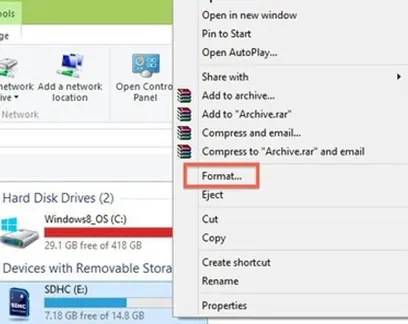 ools
ge
network
ive
Add a network
location
Open Control
Panel
Network
Hard Disk Drives (2)
Windows8_OS (C:)
29.1 GB free of 418 GB
Devices with Removable Stora
SDHC (E:)
7.18 GB free of 14.8 GB
SDHC
Open in new window
Pin to Start
Open AutoPlay...
Share with
Add to archive...
Add to "Archive.rar"
Compress and email...
Compress to "Archive.rar" and email
Format...
Eject
Cut
Copy
Create shortcut
Rename
Properties